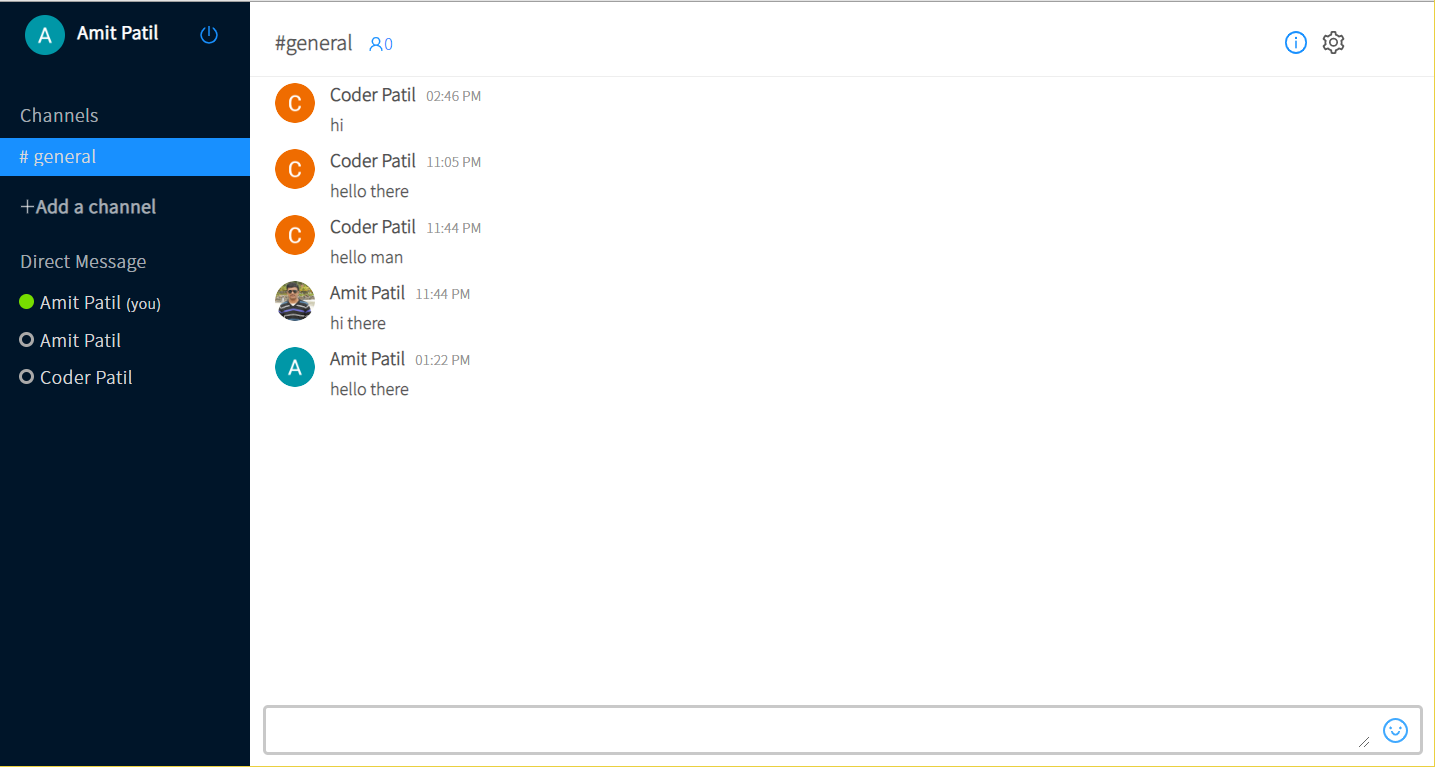 A Amit Patil
Channels
# general
+Add a channel
Direct Message
Amit Patil (you)
Amit Patil
Coder Patil
#general 0
C Coder Patil 02:46 PM
hi
C Coder Patil 11:05 PM
hello there
C Coder Patil 11:44 PM
hello man
Amit Patil 11:44 PM
hi there
A Amit Patil 01:22 PM
hello there